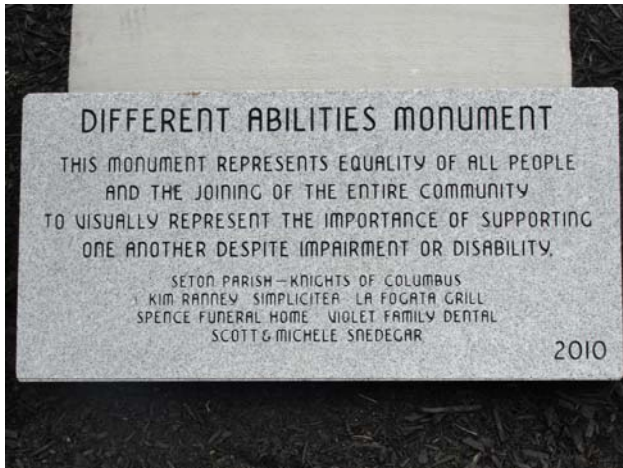 DIFFERENT ABILITIES MONUMENT
THIS MONUMENT REPRESENTS EQUALITY OF ALL PEOPLE
AND THE JOINING OF THE ENTIRE COMMUNITY
TO VISUALLY REPRESENT THE IMPORTANCE OF SUPPORTING
ONE ANOTHER DESPITE IMPAIRMENT OR DISABILITY.
SETON PARISH – KNIGHTS OF COLUMBUS
KIM RANNEY SIMPLICITEA LA FOGATA GRILL
SPENCE FUNERAL HOME VIOLET FAMILY DENTAL
SCOTT & MICHELE SNEDEGAR
2010